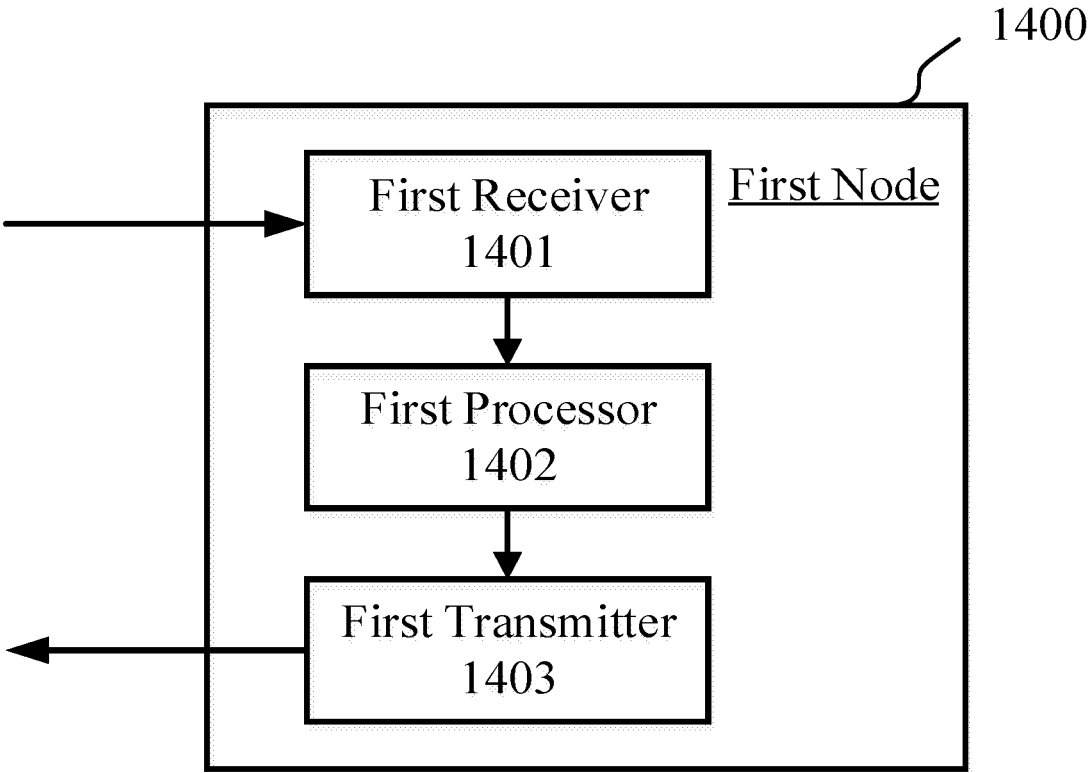 1400
First Node
First Receiver
1401
First Processor
1402
First Transmitter
1403